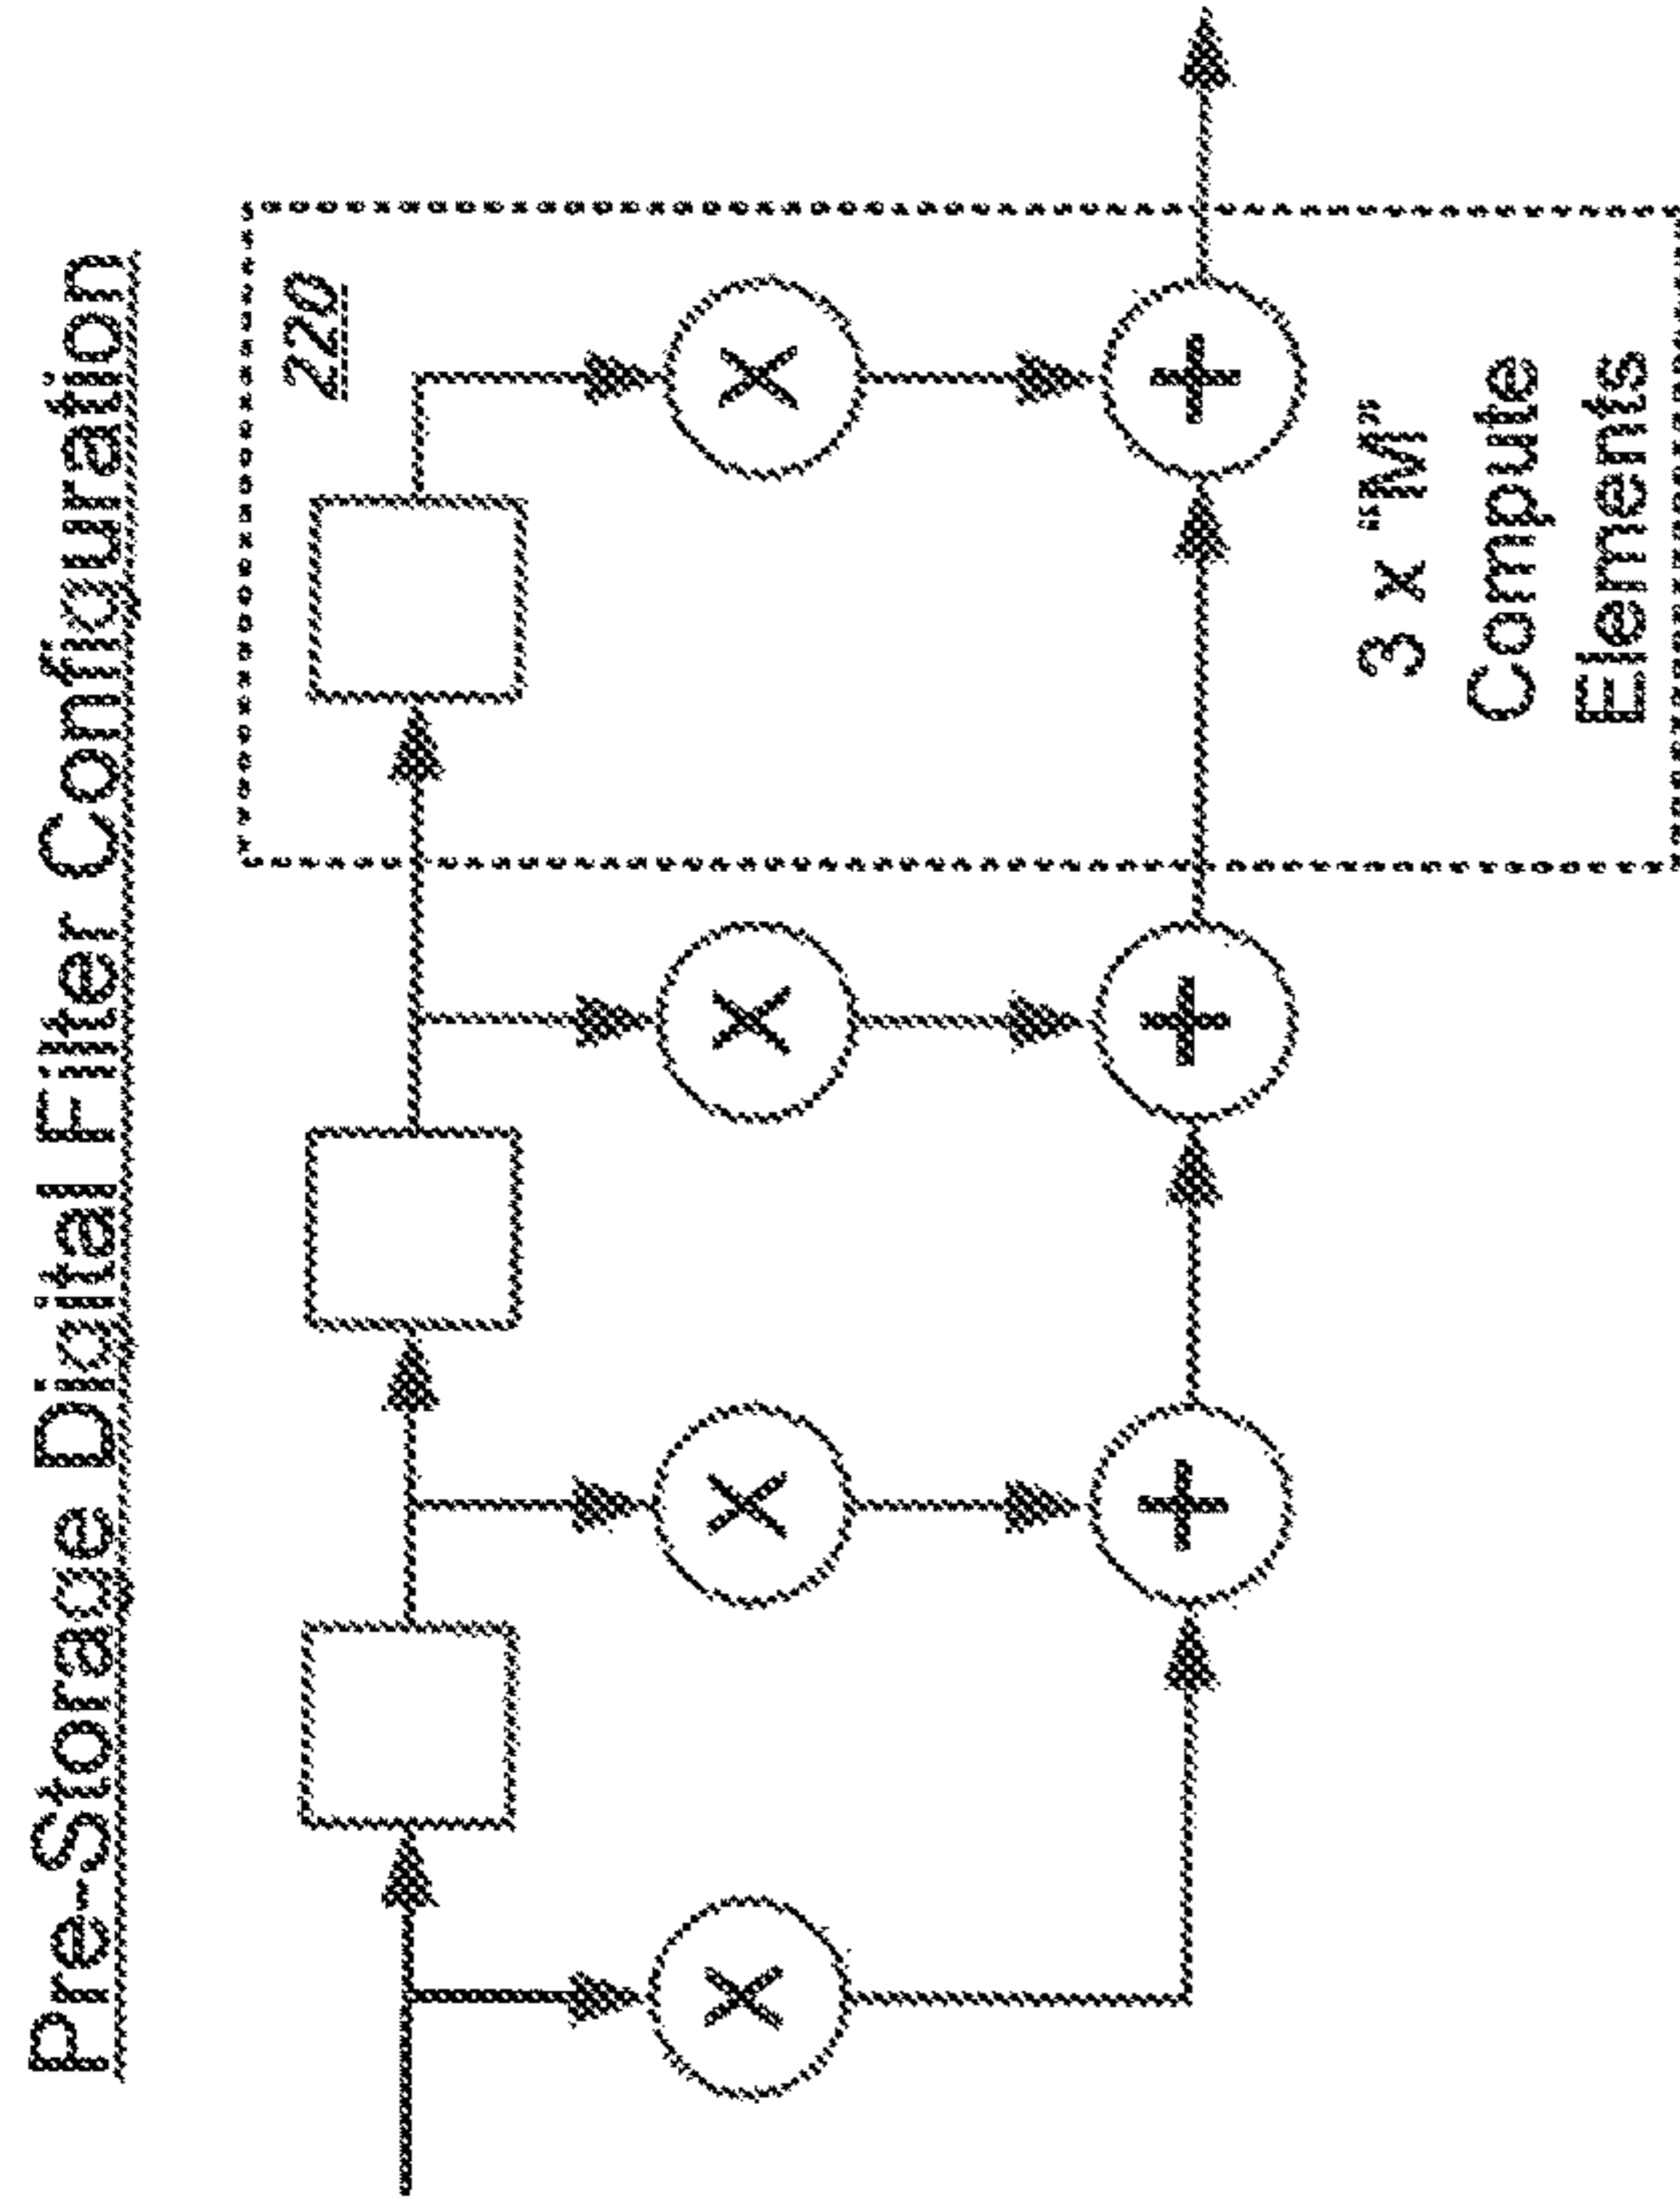 Pre-Storage Digital Filter Configuration
220
X
X
X
X
+
+
+
3 x "M"
Compute
Elements